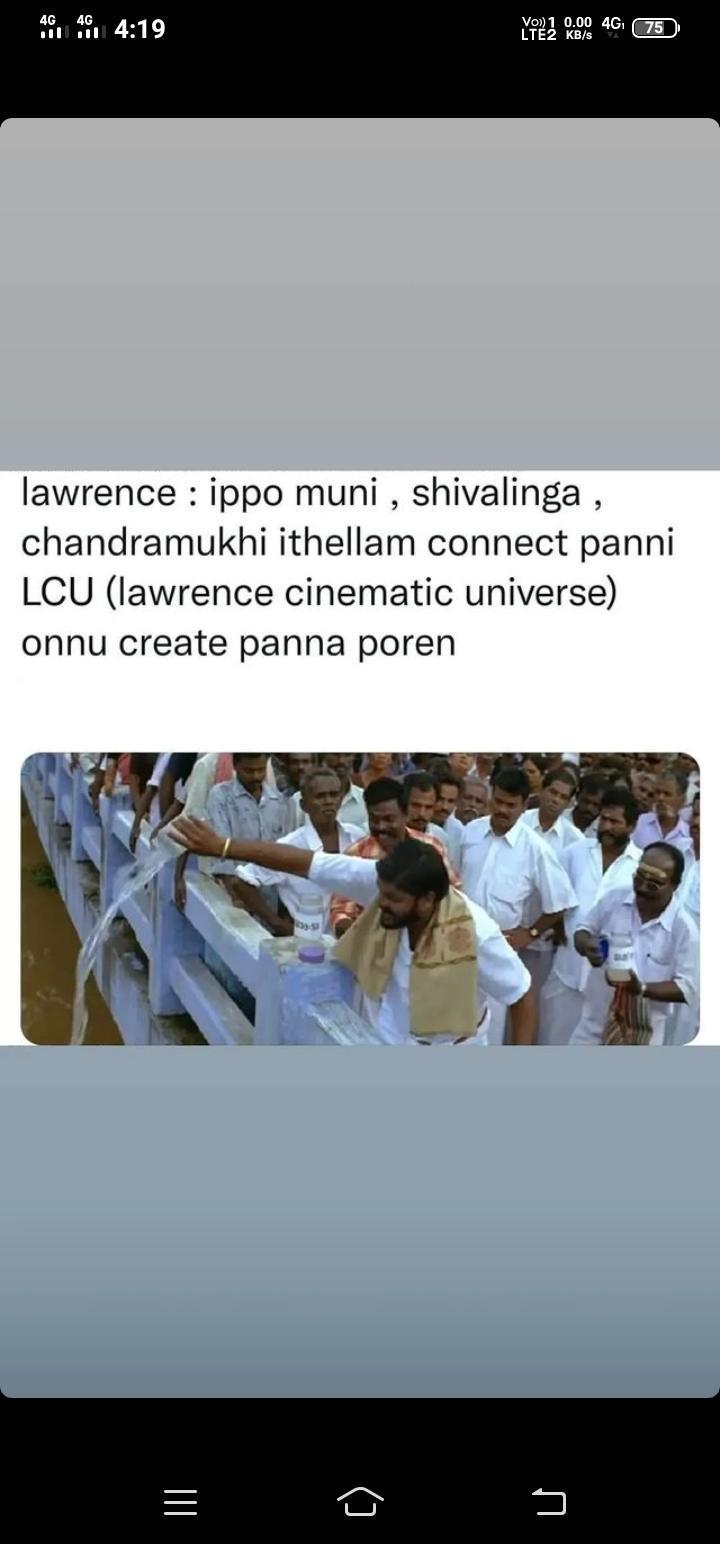 4G 4G 4:19
Vo))1 0.00 4G 75
LTE2 KB/s
lawrence : ippo muni , shivalinga ,
chandramukhi ithellam connect panni
LCU (lawrence cinematic universe)
onnu create panna poren